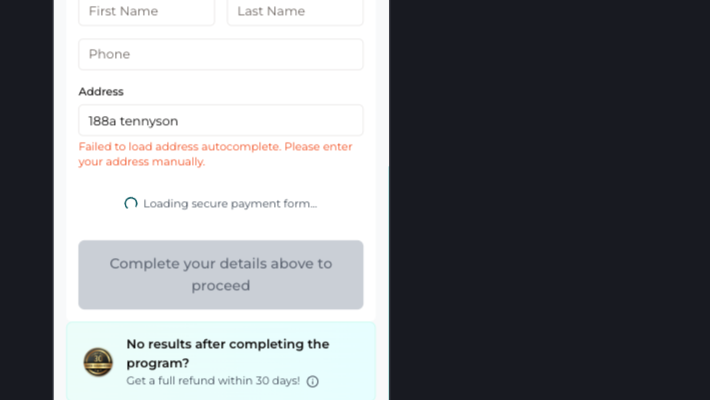 First Name Last Name
Phone
Address
188a tennyson
Failed to load address autocomplete. Please enter
your address manually.
Loading secure payment form...
Complete your details above to
proceed
No results after completing the
program?
Get a full refund within 30 days!